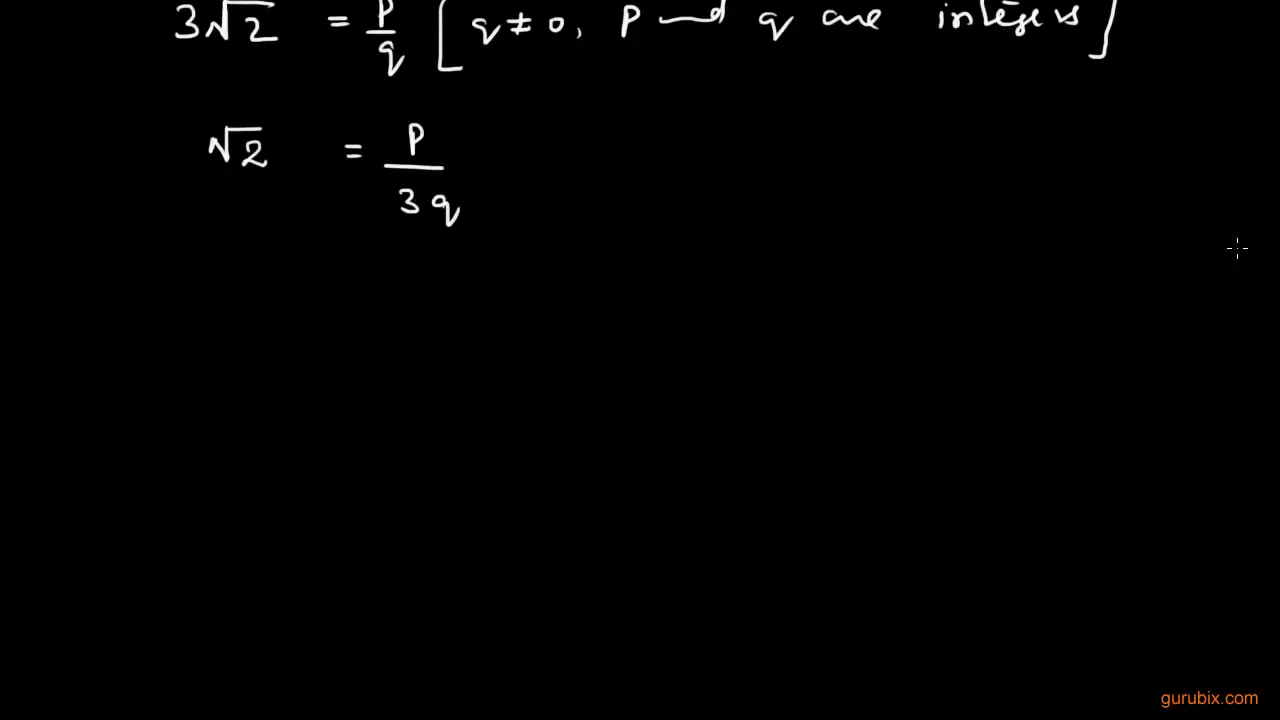 3√2 = p/q [q ≠ 0, p and q are integers]
√2 = p/3q
gurubix.com